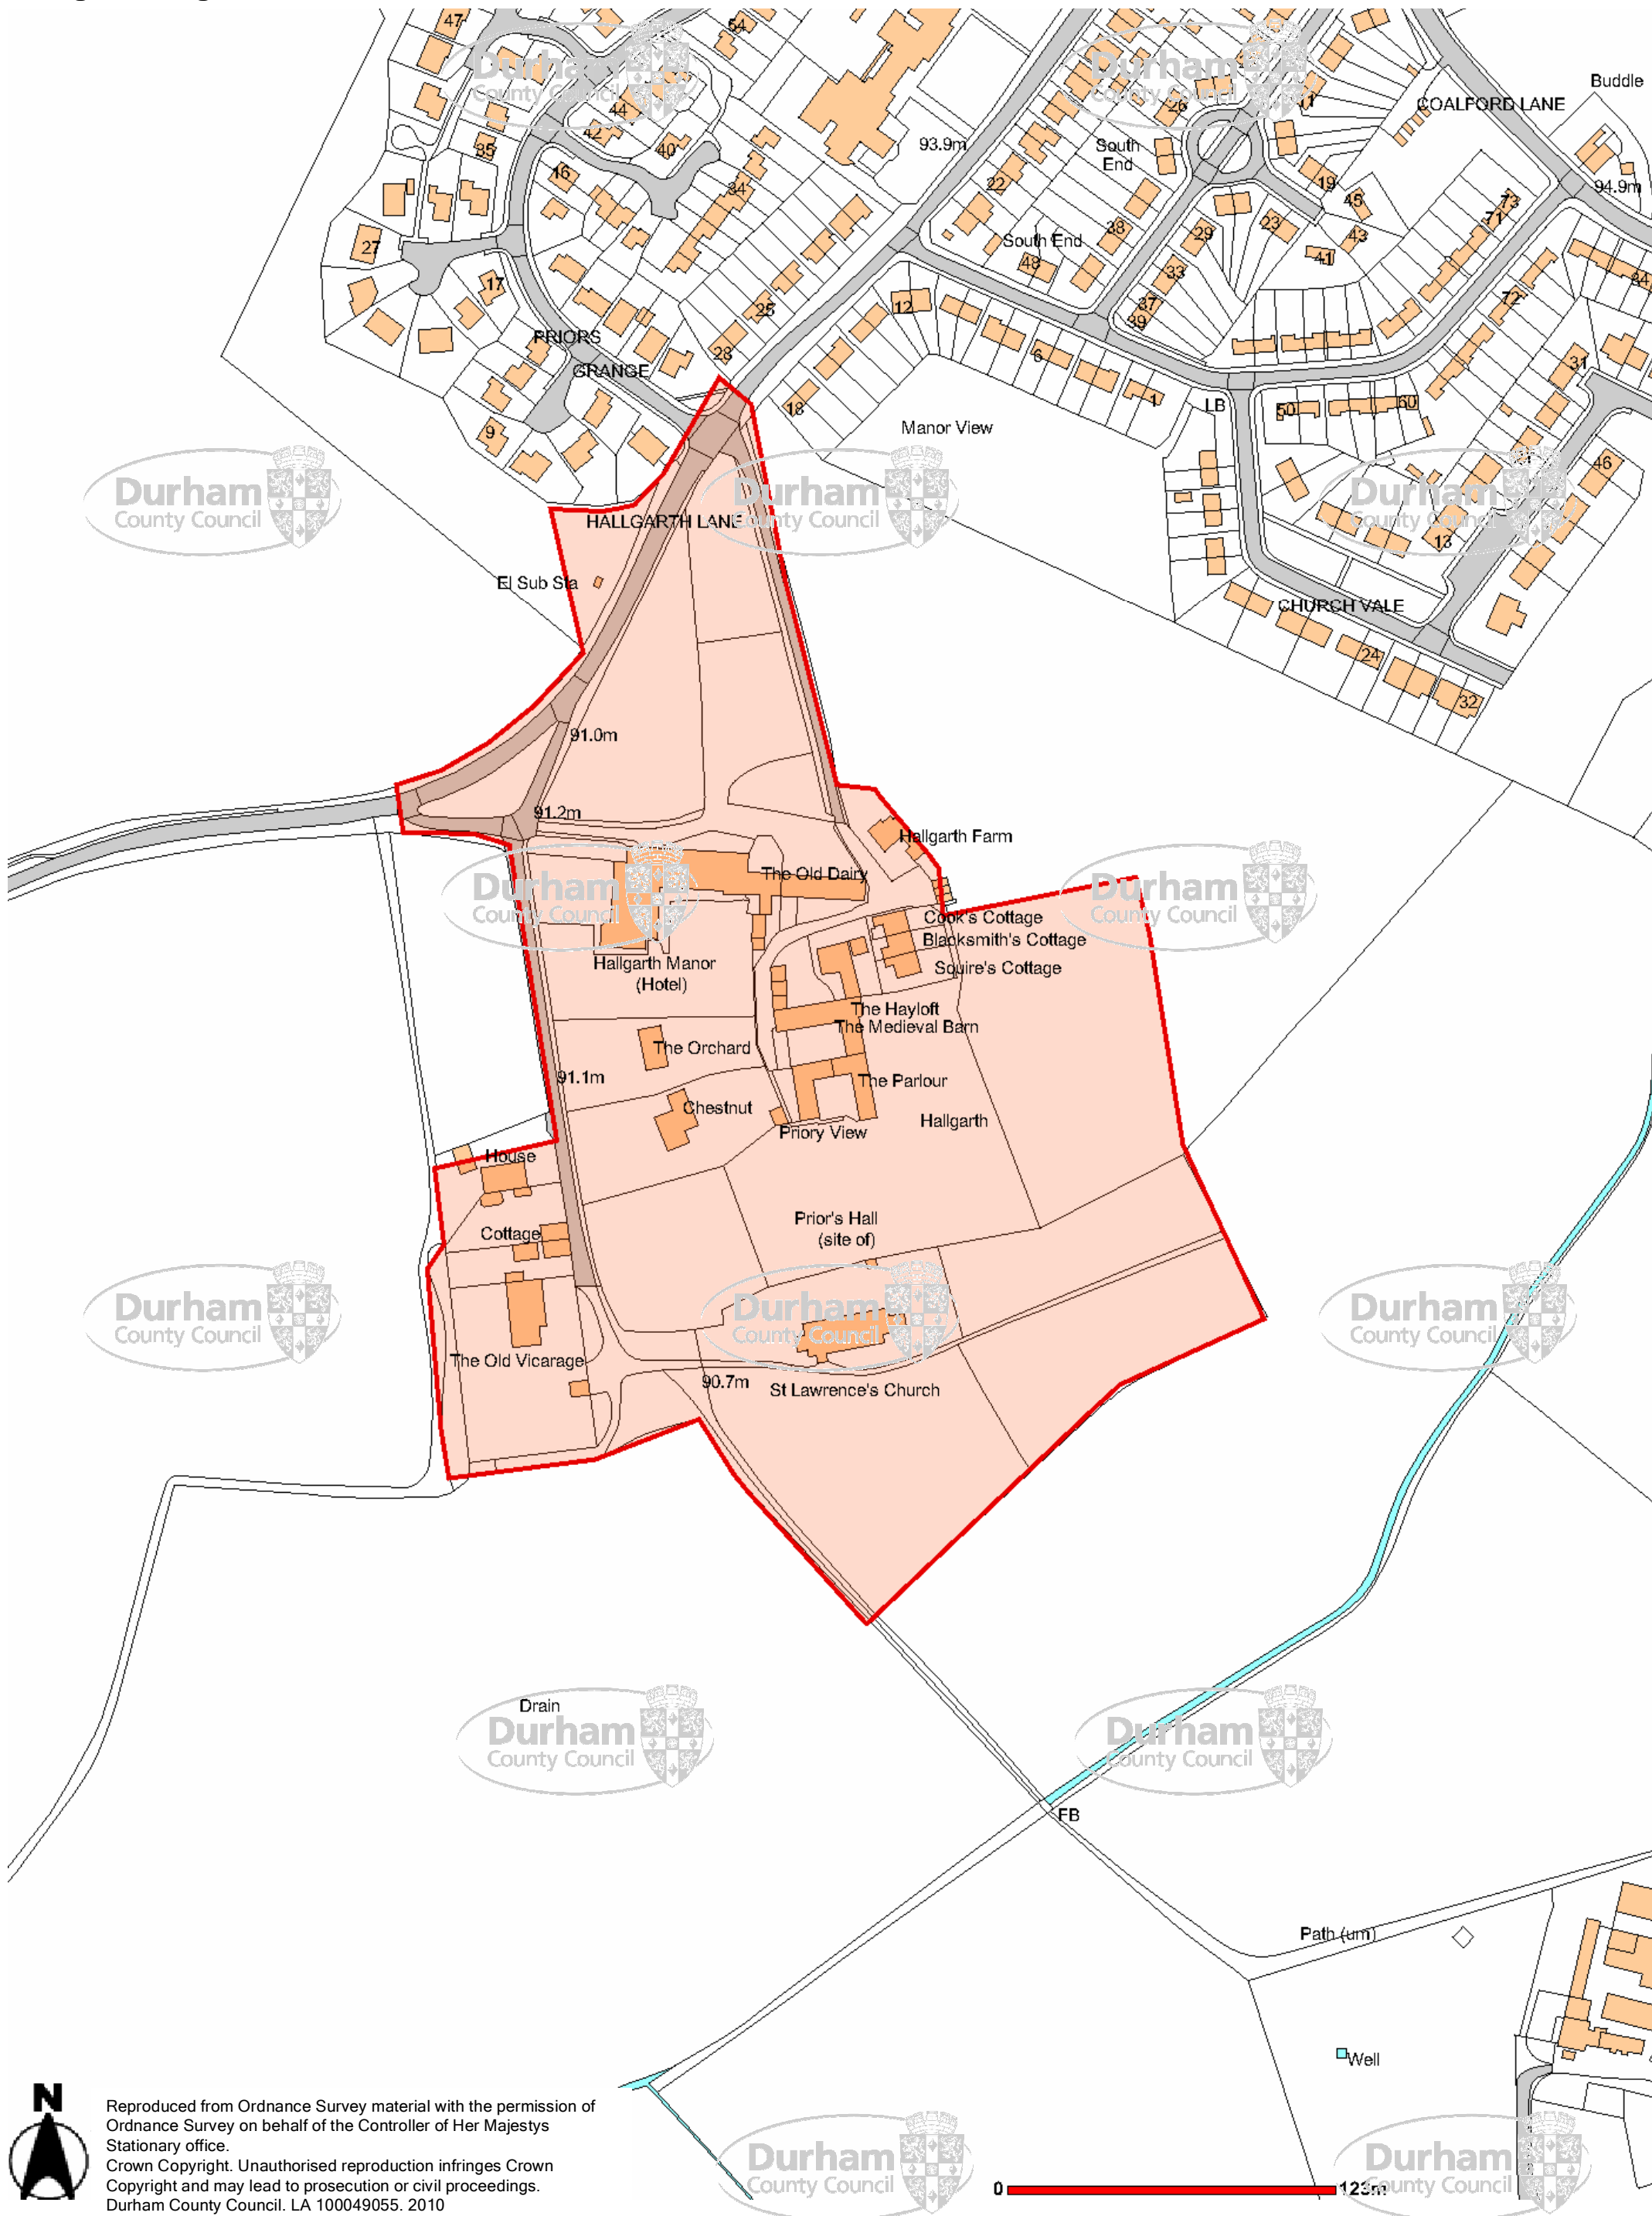 47
54
Durham
County Council
Durham
County Council
Buddle
COALFORD LANE
44
42
40
35
16
34
93.9m
South
End
26
11
22
19
45
94.9m
73
71
27
17
South End
48
38
29
23
43
41
33
37
39
72
34
25
12
28
6
1
31
PRIORS
GRANGE
18
LB
50
60
9
Manor View
46
13
Durham
County Council
Durham
County Council
Durham
County Council
HALLGARTH LANE
El Sub Sta
CHURCH VALE
24
32
91.0m
91.2m
Hallgarth Farm
The Old Dairy
Durham
County Council
Durham
County Council
Cook's Cottage
Blacksmith's Cottage
Squire's Cottage
Hallgarth Manor
(Hotel)
The Hayloft
The Medieval Barn
The Orchard
91.1m
The Parlour
Chestnut
Hallgarth
Priory View
House
Prior's Hall
(site of)
Cottage
Durham
County Council
Durham
County Council
Durham
County Council
The Old Vicarage
90.7m
St Lawrence's Church
Drain
Durham
County Council
Durham
County Council
FB
Path (um)
Well
N
Reproduced from Ordnance Survey material with the permission of
Ordnance Survey on behalf of the Controller of Her Majestys
Stationary office.
Crown Copyright. Unauthorised reproduction infringes Crown
Copyright and may lead to prosecution or civil proceedings.
Durham County Council. LA 100049055. 2010
Durham
County Council
Durham
County Council
0
123m